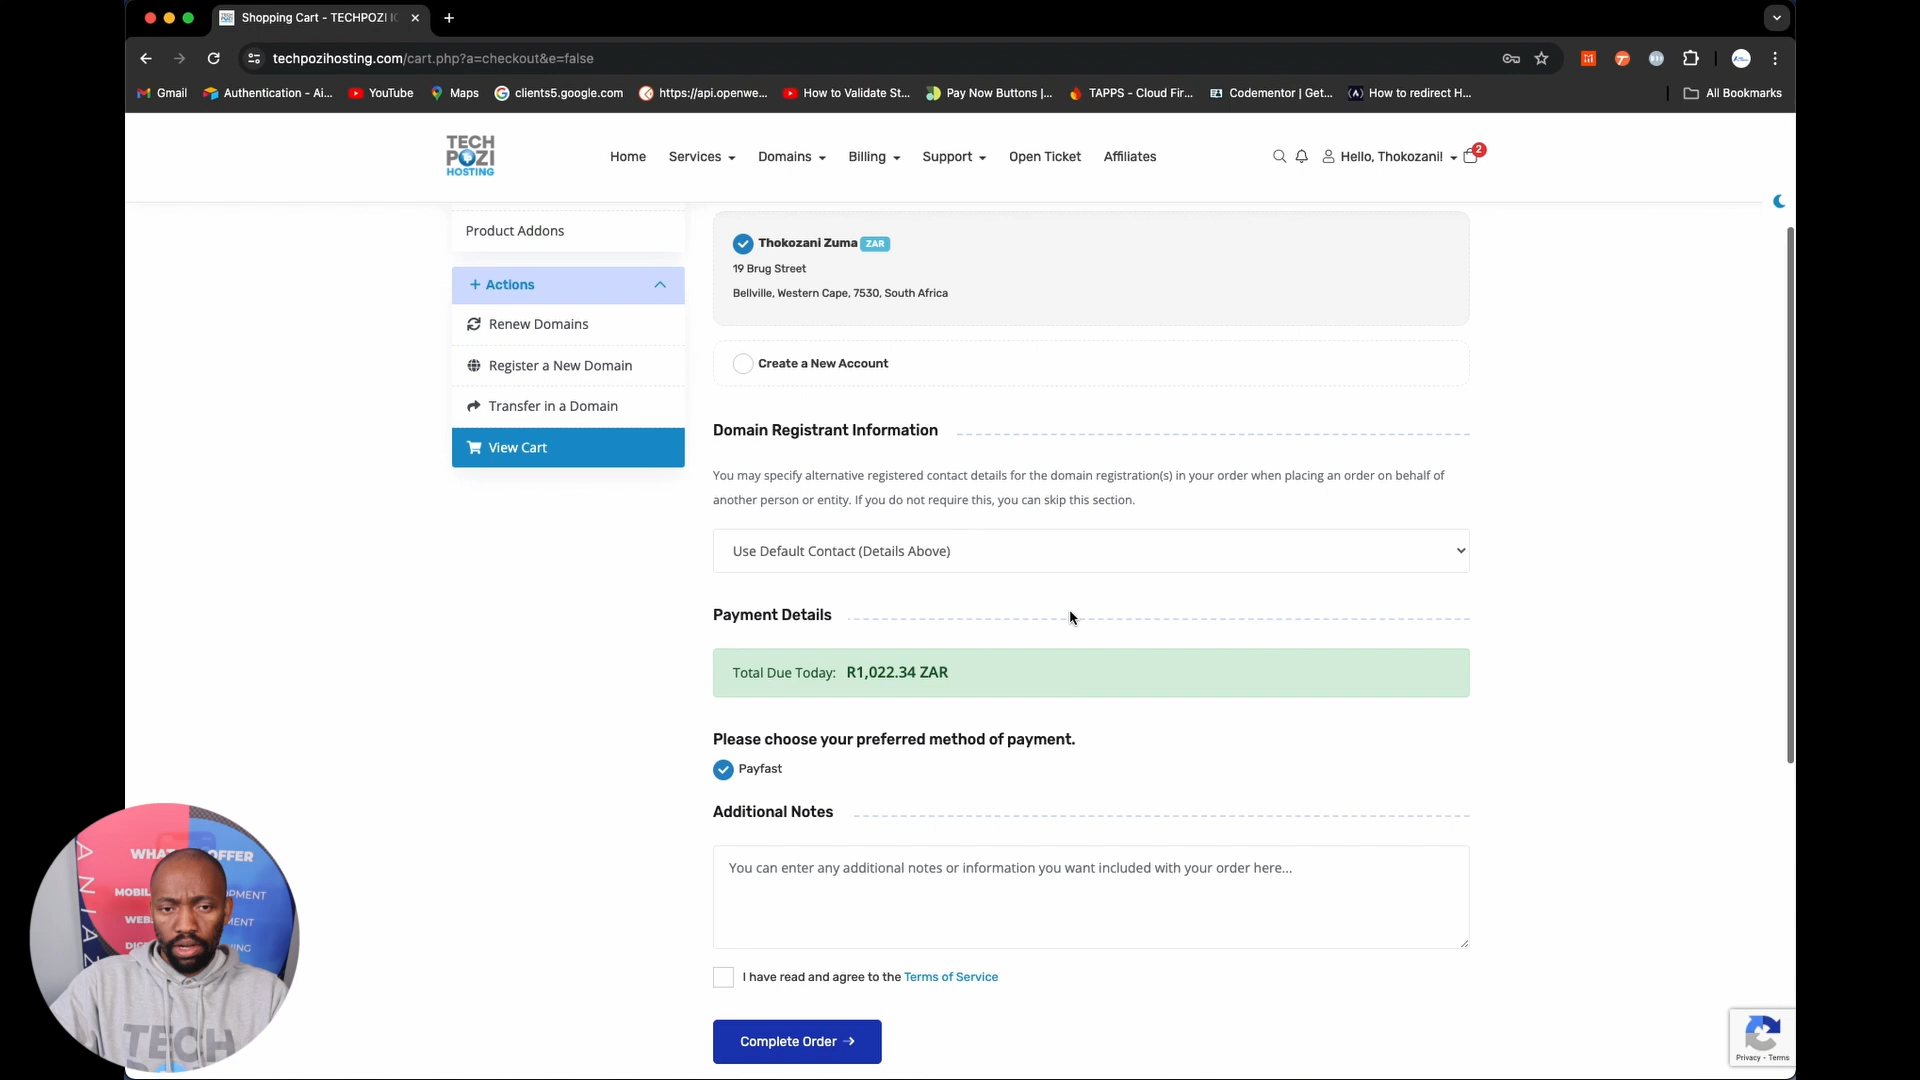 Shopping Cart - TECHPOZI
techpozihosting.com/cart.php?a=checkout&e=false
Gmail
Authentication - Ai...
YouTube
Maps
clients5.google.com
https://api.openwe...
How to Validate St...
Pay Now Buttons |...
TAPPS - Cloud Fir...
Codementor | Get...
How to redirect H...
All Bookmarks
TECH
POZI
HOSTING
Home
Services
Domains
Billing
Support
Open Ticket
Affiliates
Hello, Thokozani!
2
Product Addons
+ Actions
Renew Domains
Register a New Domain
Transfer in a Domain
View Cart
Thokozani Zuma ZAR
19 Brug Street
Bellville, Western Cape, 7530, South Africa
Create a New Account
Domain Registrant Information
You may specify alternative registered contact details for the domain registration(s) in your order when placing an order on behalf of
another person or entity. If you do not require this, you can skip this section.
Use Default Contact (Details Above)
Payment Details
Total Due Today: R1,022.34 ZAR
Please choose your preferred method of payment.
Payfast
Additional Notes
You can enter any additional notes or information you want included with your order here...
I have read and agree to the Terms of Service
Complete Order →
Privacy - Terms
TECH